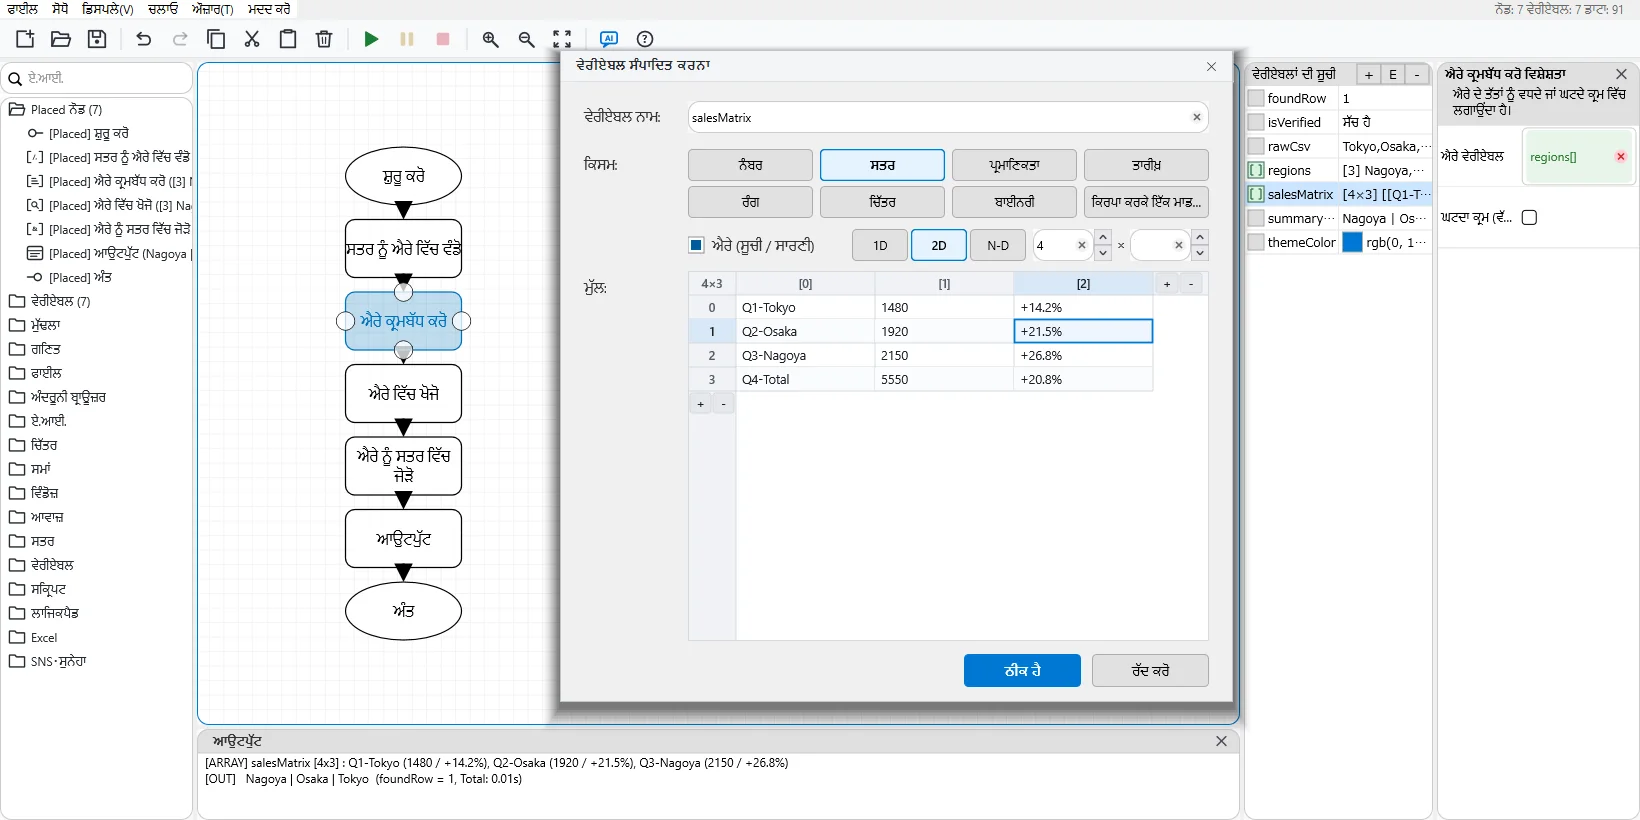 ਫਾਈਲ ਸੋਧੋ ਡਿਸਪਲੇ(V) ਚਲਾਓ ਔਜ਼ਾਰ(T) ਮਦਦ ਕਰੋ
ਨੋਡ: 7 ਵੇਰੀਏਬਲ: 7 ਡਾਟਾ: 91
AI
ਏ.ਆਈ.
Placed ਨੋਡ (7)
[Placed] ਸ਼ੁਰੂ ਕਰੋ
[Placed] ਸਤਰ ਨੂੰ ਐਰੇ ਵਿੱਚ ਵੰਡੋ
[Placed] ਐਰੇ ਕ੍ਰਮਬੱਧ ਕਰੋ ([3] N
[Placed] ਐਰੇ ਵਿੱਚ ਖੋਜੋ ([3] Na
[Placed] ਐਰੇ ਨੂੰ ਸਤਰ ਵਿੱਚ ਜੋੜੋ
[Placed] ਆਉਟਪੁੱਟ (Nagoya |
[Placed] ਅੰਤ
ਵੇਰੀਏਬਲ (7)
ਮੁੱਢਲਾ
ਗਣਿਤ
ਫਾਈਲ
ਅੰਦਰੂਨੀ ਬ੍ਰਾਊਜ਼ਰ
ਏ.ਆਈ.
ਚਿੱਤਰ
ਸਮਾਂ
ਵਿੰਡੋਜ਼
ਆਵਾਜ਼
ਸਤਰ
ਵੇਰੀਏਬਲ
ਸਕ੍ਰਿਪਟ
ਲਾਜਿਕਪੈਡ
Excel
SNS・ਸੁਨੇਹਾ
ਸ਼ੁਰੂ ਕਰੋ
ਸਤਰ ਨੂੰ ਐਰੇ ਵਿੱਚ ਵੰਡੋ
ਐਰੇ ਕ੍ਰਮਬੱਧ ਕਰੋ
ਐਰੇ ਵਿੱਚ ਖੋਜੋ
ਐਰੇ ਨੂੰ ਸਤਰ ਵਿੱਚ
ਜੋੜੋ
ਆਉਟਪੁੱਟ
ਅੰਤ
ਵੇਰੀਏਬਲ ਸੰਪਾਦਿਤ ਕਰਨਾ
ਵੇਰੀਏਬਲ ਨਾਮ: salesMatrix
ਕਿਸਮ: ਨੰਬਰ ਸਤਰ ਪ੍ਰਮਾਣਿਕਤਾ ਤਾਰੀਖ਼
ਰੰਗ ਚਿੱਤਰ ਬਾਈਨਰੀ ਕਿਰਪਾ ਕਰਕੇ ਇੱਕ ਮਾਡ...
ਐਰੇ (ਸੂਚੀ / ਸਾਰਣੀ) 1D 2D N-D 4 ×
ਮੁੱਲ: 4×3 [0] [1] [2] + -
0 Q1-Tokyo 1480 +14.2%
1 Q2-Osaka 1920 +21.5%
2 Q3-Nagoya 2150 +26.8%
3 Q4-Total 5550 +20.8%
+ -
ਠੀਕ ਹੈ ਰੱਦ ਕਰੋ
ਵੇਰੀਏਬਲਾਂ ਦੀ ਸੂਚੀ + E -
foundRow 1
isVerified ਸੱਚ ਹੈ
rawCsv Tokyo,Osaka,···
[ ] regions [3] Nagoya,···
[ ] salesMatrix [4×3] [[Q1-T···
summary··· Nagoya | Os···
themeColor rgb(0, 1···
ਐਰੇ ਕ੍ਰਮਬੱਧ ਕਰੋ ਵਿਸ਼ੇਸ਼ਤਾ
ਐਰੇ ਦੇ ਤੱਤਾਂ ਨੂੰ ਵਧਦੇ ਜਾਂ ਘਟਦੇ ਕ੍ਰਮ ਵਿੱਚ
ਲਗਾਉਂਦਾ ਹੈ।
ਐਰੇ ਵੇਰੀਏਬਲ regions[]
ਘਟਦਾ ਕ੍ਰਮ (ਵੱ...
ਆਉਟਪੁੱਟ
[ARRAY] salesMatrix [4x3] : Q1-Tokyo (1480 / +14.2%), Q2-Osaka (1920 / +21.5%), Q3-Nagoya (2150 / +26.8%)
[OUT] Nagoya | Osaka | Tokyo (foundRow = 1, Total: 0.01s)